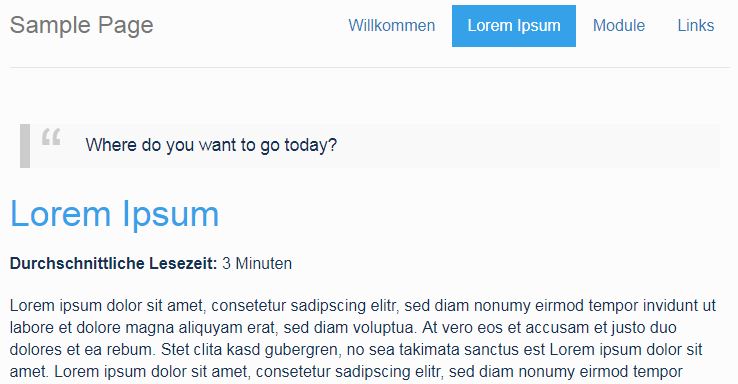 Sample Page Willkommen Lorem Ipsum Module Links
“ Where do you want to go today?
Lorem Ipsum
Durchschnittliche Lesezeit: 3 Minuten
Lorem ipsum dolor sit amet, consetetur sadipscing elitr, sed diam nonumy eirmod tempor invidunt ut
labore et dolore magna aliquyam erat, sed diam voluptua. At vero eos et accusam et justo duo
dolores et ea rebum. Stet clita kasd gubergren, no sea takimata sanctus est Lorem ipsum dolor sit
amet. Lorem ipsum dolor sit amet, consetetur sadipscing elitr, sed diam nonumy eirmod tempor